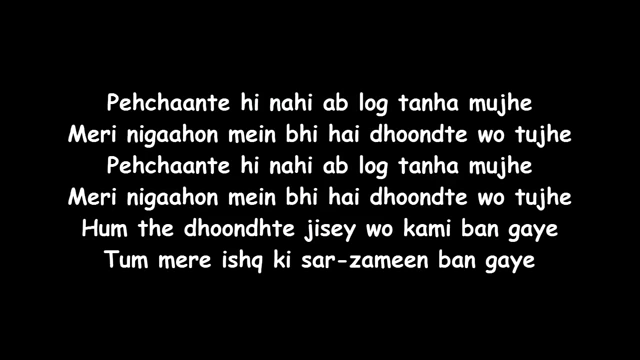 Pehchaante hi nahi ab log tanha mujhe
Meri nigaahon mein bhi hai dhoondte wo tujhe
Pehchaante hi nahi ab log tanha mujhe
Meri nigaahon mein bhi hai dhoondte wo tujhe
Hum the dhoondhte jisey wo kami ban gaye
Tum mere ishq ki sar-zameen ban gaye